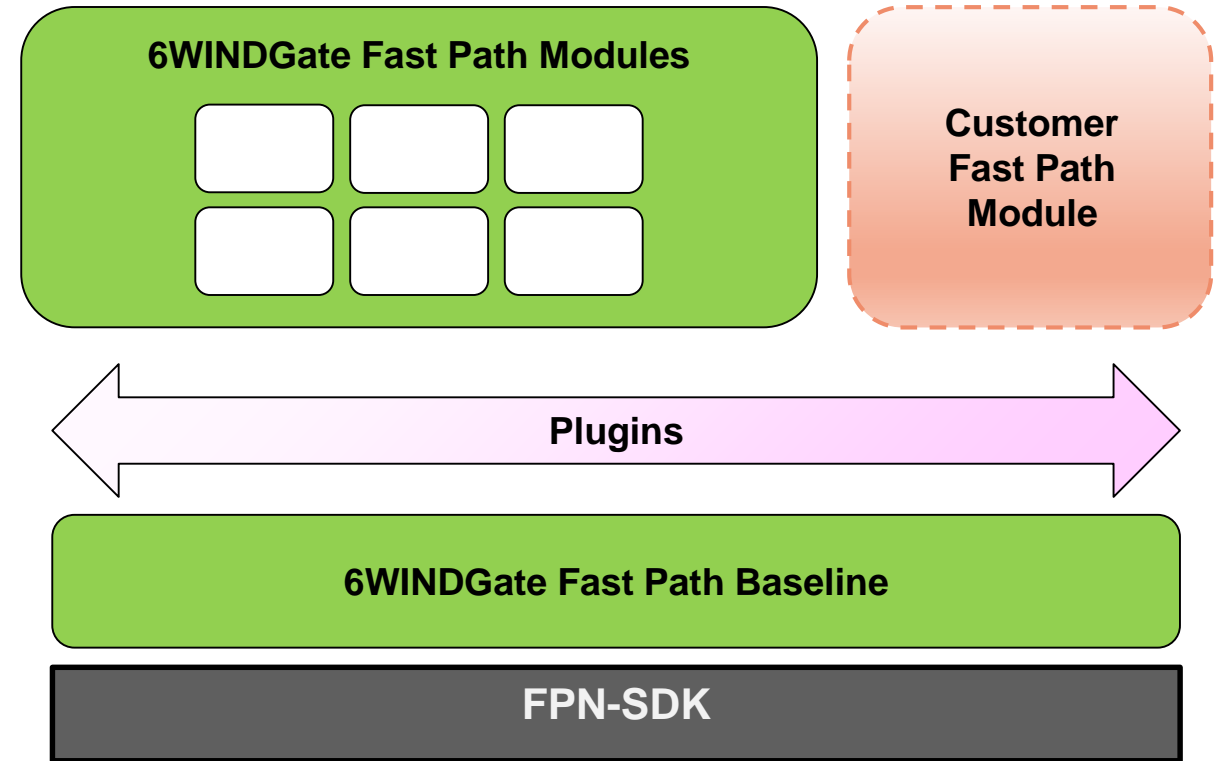 6WINDGate Fast Path Modules
Customer
Fast Path
Module
Plugins
6WINDGate Fast Path Baseline
FPN-SDK